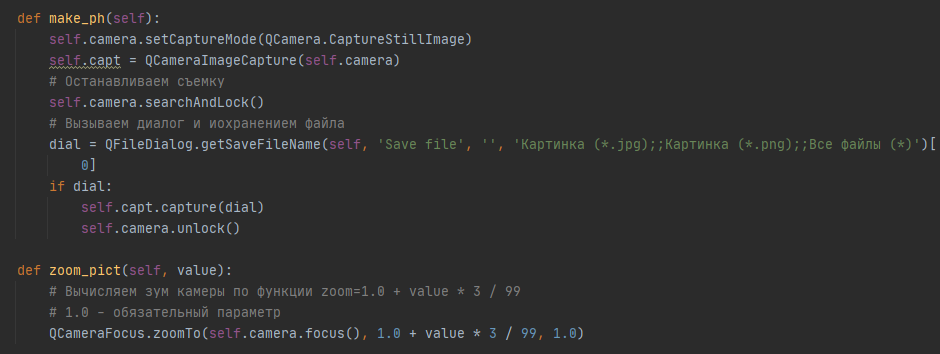 def make_ph(self):
    self.camera.setCaptureMode(QCamera.CaptureStillImage)
    self.capt = QCameraImageCapture(self.camera)
    # Останавливаем съемку
    self.camera.searchAndLock()
    # Вызываем диалог и иохранением файла
    dial = QFileDialog.getSaveFileName(self, 'Save file', '', 'Картинка (*.jpg);;Картинка (*.png);;Все файлы (*)')[
        0]
    if dial:
        self.capt.capture(dial)
        self.camera.unlock()

def zoom_pict(self, value):
    # Вычисляем зум камеры по функции zoom=1.0 + value * 3 / 99
    # 1.0 - обязательный параметр
    QCameraFocus.zoomTo(self.camera.focus(), 1.0 + value * 3 / 99, 1.0)